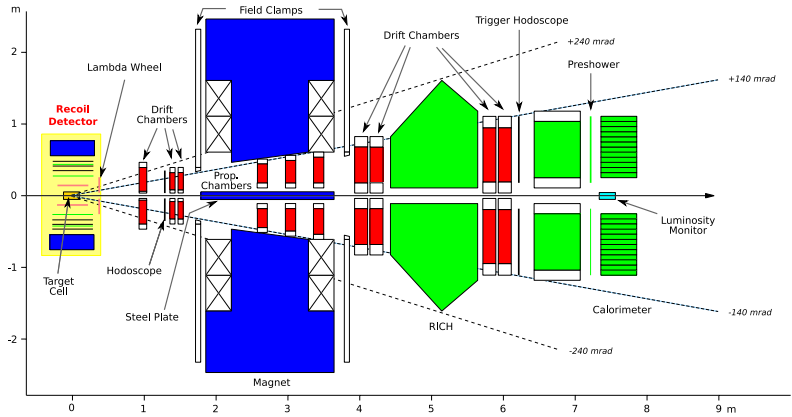 m
Field Clamps
Trigger Hodoscope
Drift Chambers
+240 mrad
2
Lambda Wheel
Preshower
+140 mrad
Recoil
Detector
Drift
Chambers
1
Prop.
Chambers
0
Luminosity
Monitor
Hodoscope
-1
Target
Cell
Steel Plate
Calorimeter
-140 mrad
RICH
-2
-240 mrad
Magnet
0
1
2
3
4
5
6
7
8
9
m